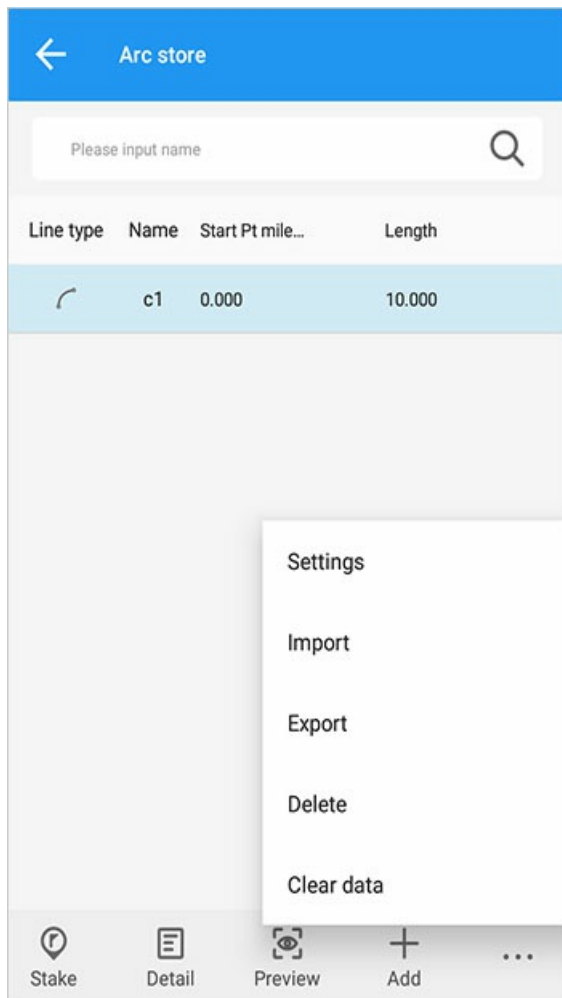 Arc store
Please input name
Line type Name Start Pt mile... Length
c1 0.000 10.000
Settings
Import
Export
Delete
Clear data
Stake Detail Preview Add